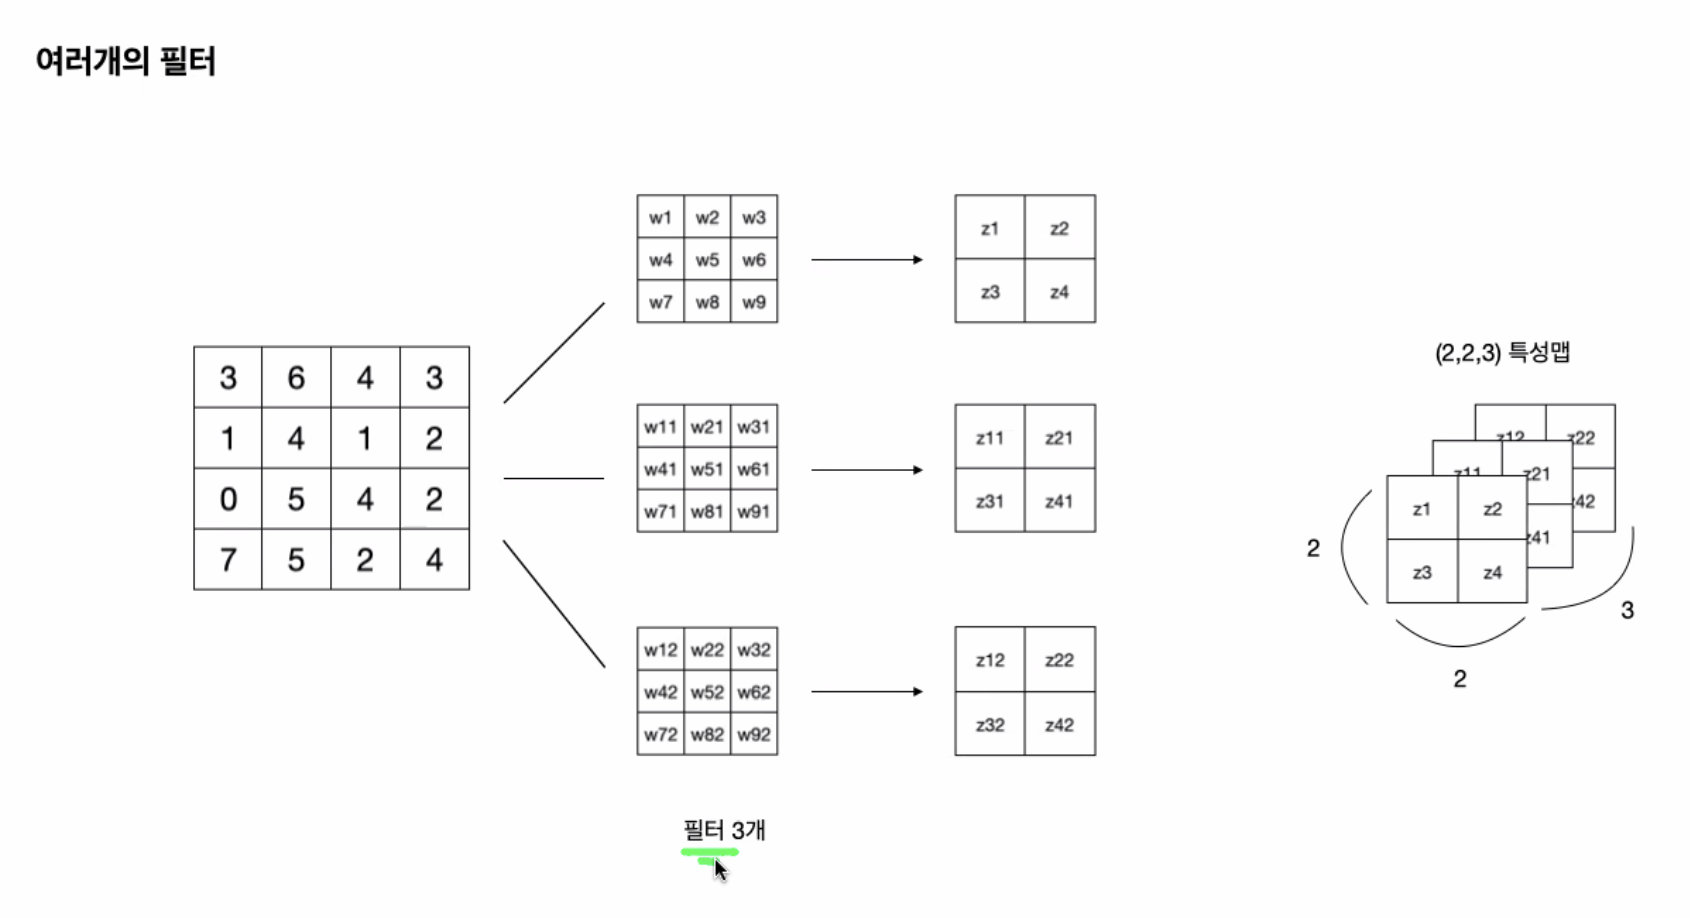 여러개의 필터
3 6 4 3
1 4 1 2
0 5 4 2
7 5 2 4
w1 w2 w3
w4 w5 w6
w7 w8 w9
z1 z2
z3 z4
w11 w21 w31
w41 w51 w61
w71 w81 w91
z11 z21
z31 z41
w12 w22 w32
w42 w52 w62
w72 w82 w92
z12 z22
z32 z42
필터 3개
(2,2,3) 특성맵
z12 z22
z11 z21
z42
z1 z2
z41
z3 z4
2
3
2